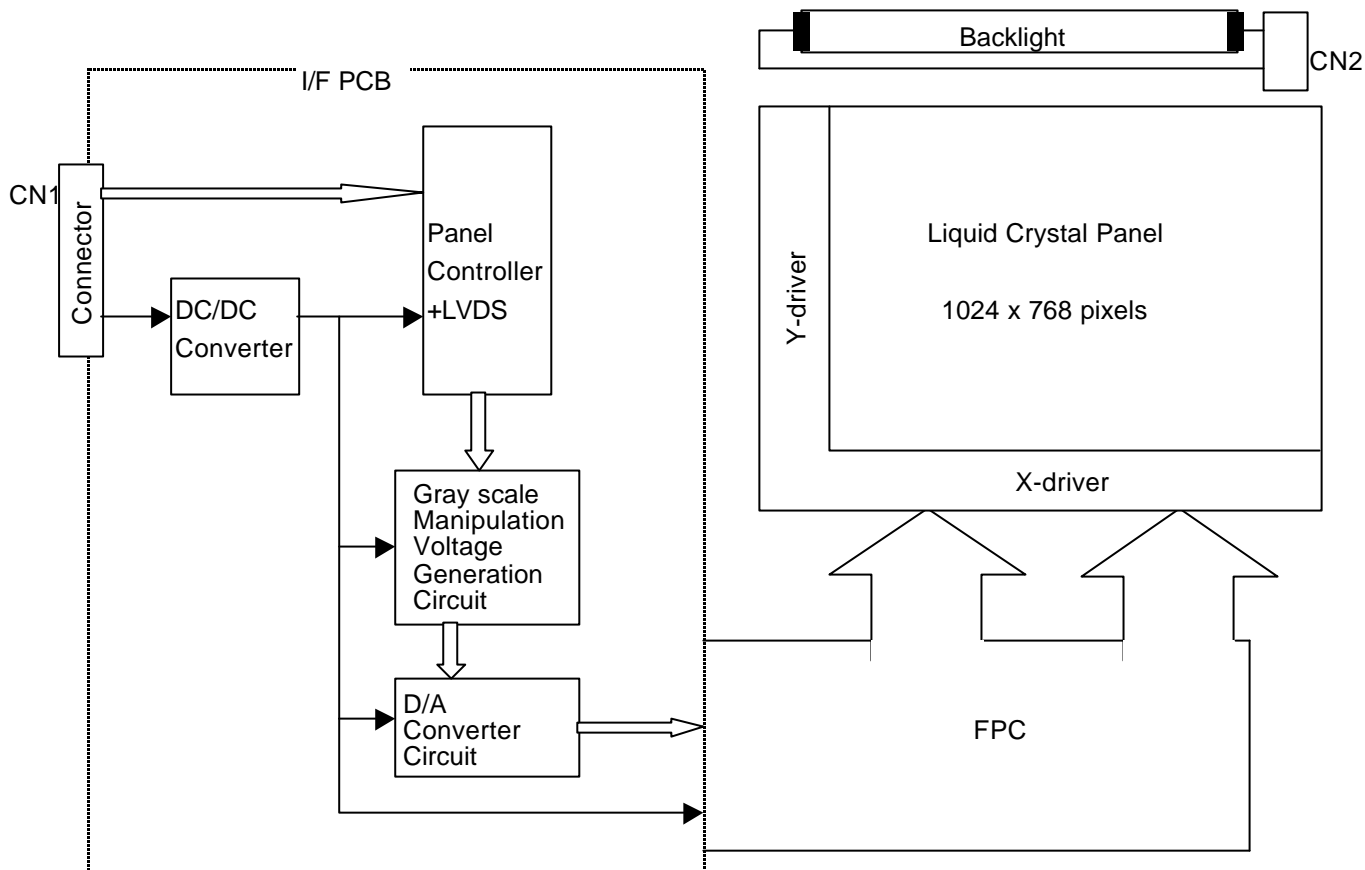 I/F PCB
CN1
Connector
DC/DC
Converter
Panel
Controller
+LVDS
Gray scale
Manipulation
Voltage
Generation
Circuit
D/A
Converter
Circuit
Backlight
CN2
Y-driver
Liquid Crystal Panel
1024 x 768 pixels
X-driver
FPC